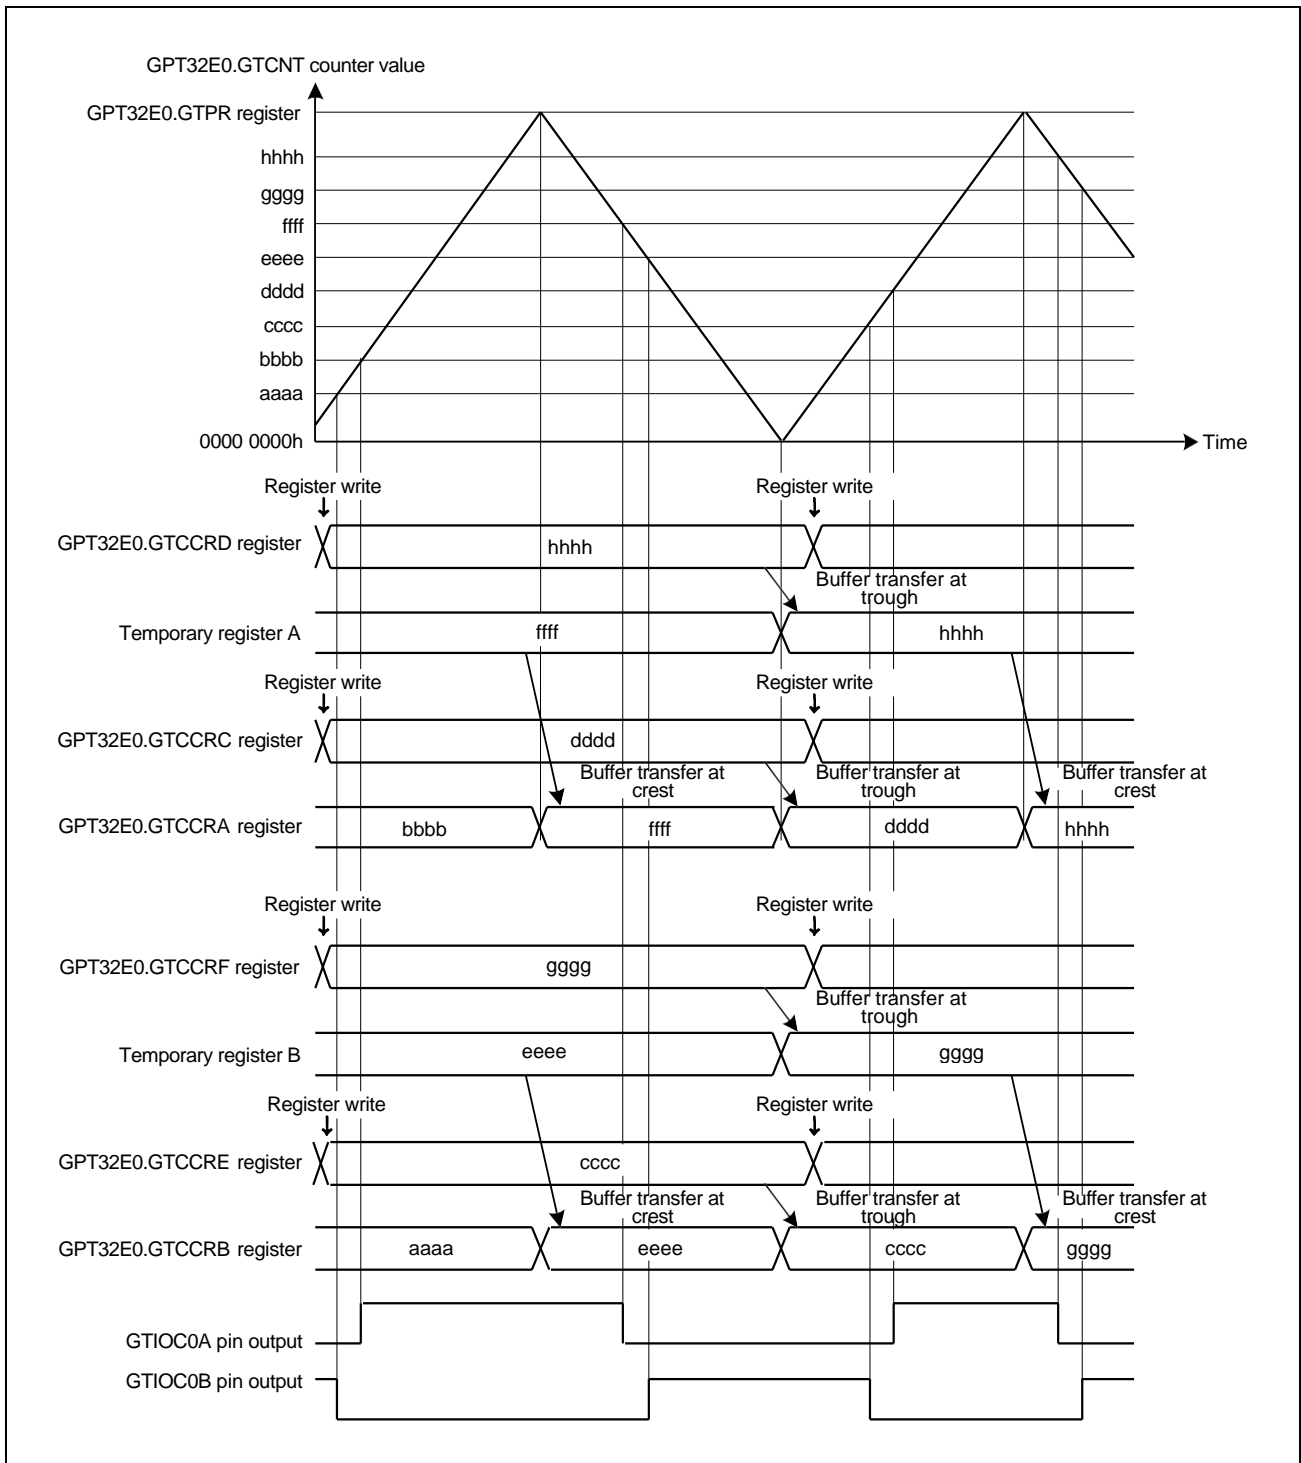 GPT32E0.GTCNT counter value
GPT32E0.GTPR register
hhhh
gggg
ffff
eeee
dddd
cccc
bbbb
aaaa
0000 0000h
Time
Register write
Register write
GPT32E0.GTCCRD register
hhhh
Buffer transfer at
trough
Temporary register A
ffff
hhhh
Register write
Register write
GPT32E0.GTCCRC register
dddd
Buffer transfer at
crest
Buffer transfer at
trough
Buffer transfer at
crest
GPT32E0.GTCCRA register
bbbb
ffff
dddd
hhhh
Register write
Register write
GPT32E0.GTCCRF register
gggg
Buffer transfer at
trough
Temporary register B
eeee
gggg
Register write
Register write
GPT32E0.GTCCRE register
cccc
Buffer transfer at
crest
Buffer transfer at
trough
Buffer transfer at
crest
GPT32E0.GTCCRB register
aaaa
eeee
cccc
gggg
GTIOC0A pin output
GTIOC0B pin output